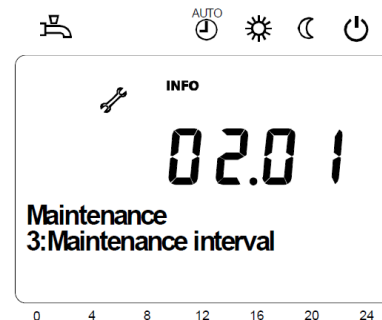 AUTO
INFO
02.01
Maintenance
3:Maintenance interval
0 4 8 12 16 20 24